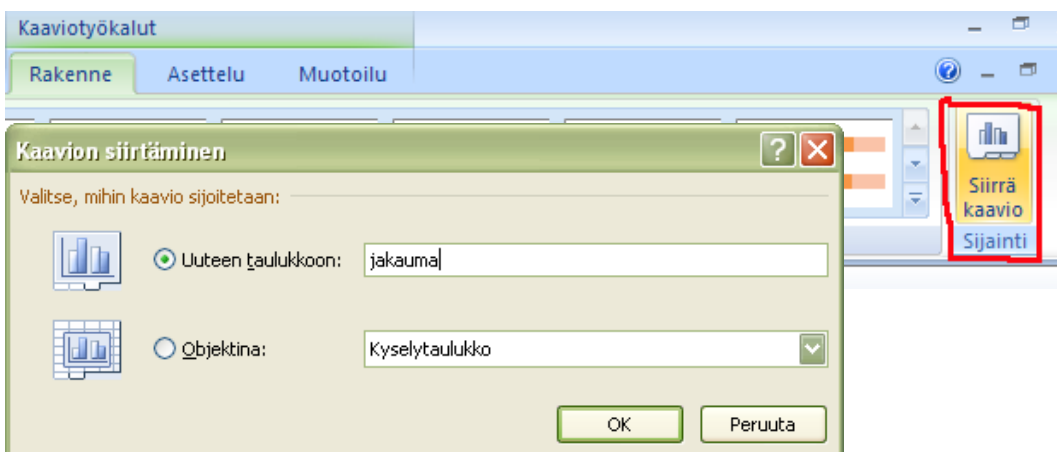 Kaaviotyökalut
Rakenne Asettelu Muotoilu
Siirrä
kaavio
Sijainti
Kaavion siirtäminen
Valitse, mihin kaavio sijoitetaan:
Uuteen taulukkoon: jakauma
Objektina: Kyselytaulukko
OK Peruuta